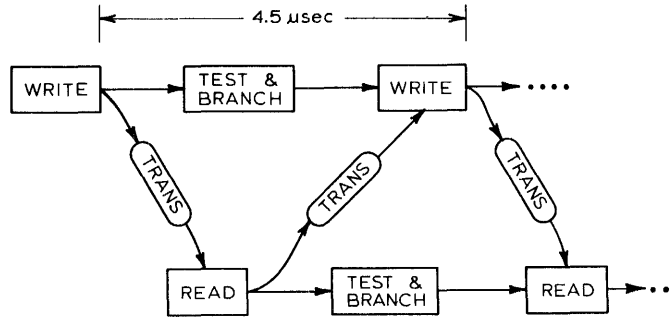 4.5 µsec
WRITE
TEST &
BRANCH
WRITE
TRANS
TRANS
TRANS
READ
TEST &
BRANCH
READ